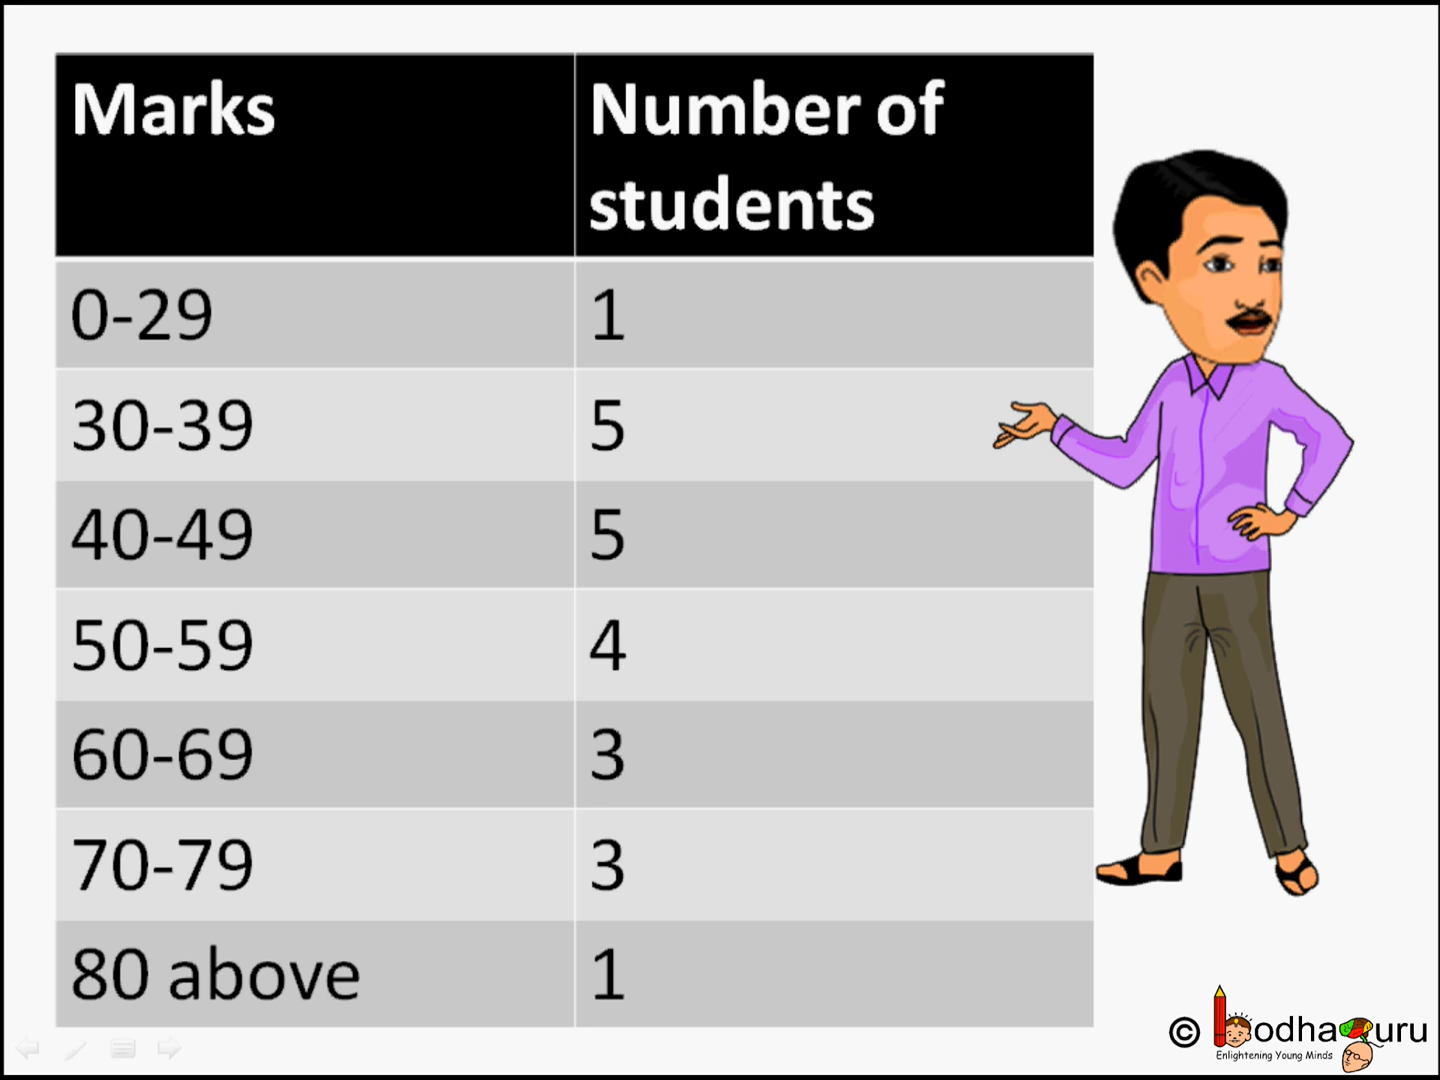 Marks
Number of
students
0-29
1
30-39
5
40-49
5
50-59
4
60-69
3
70-79
3
80 above
1
© bodhaguru
Enlightening Young Minds